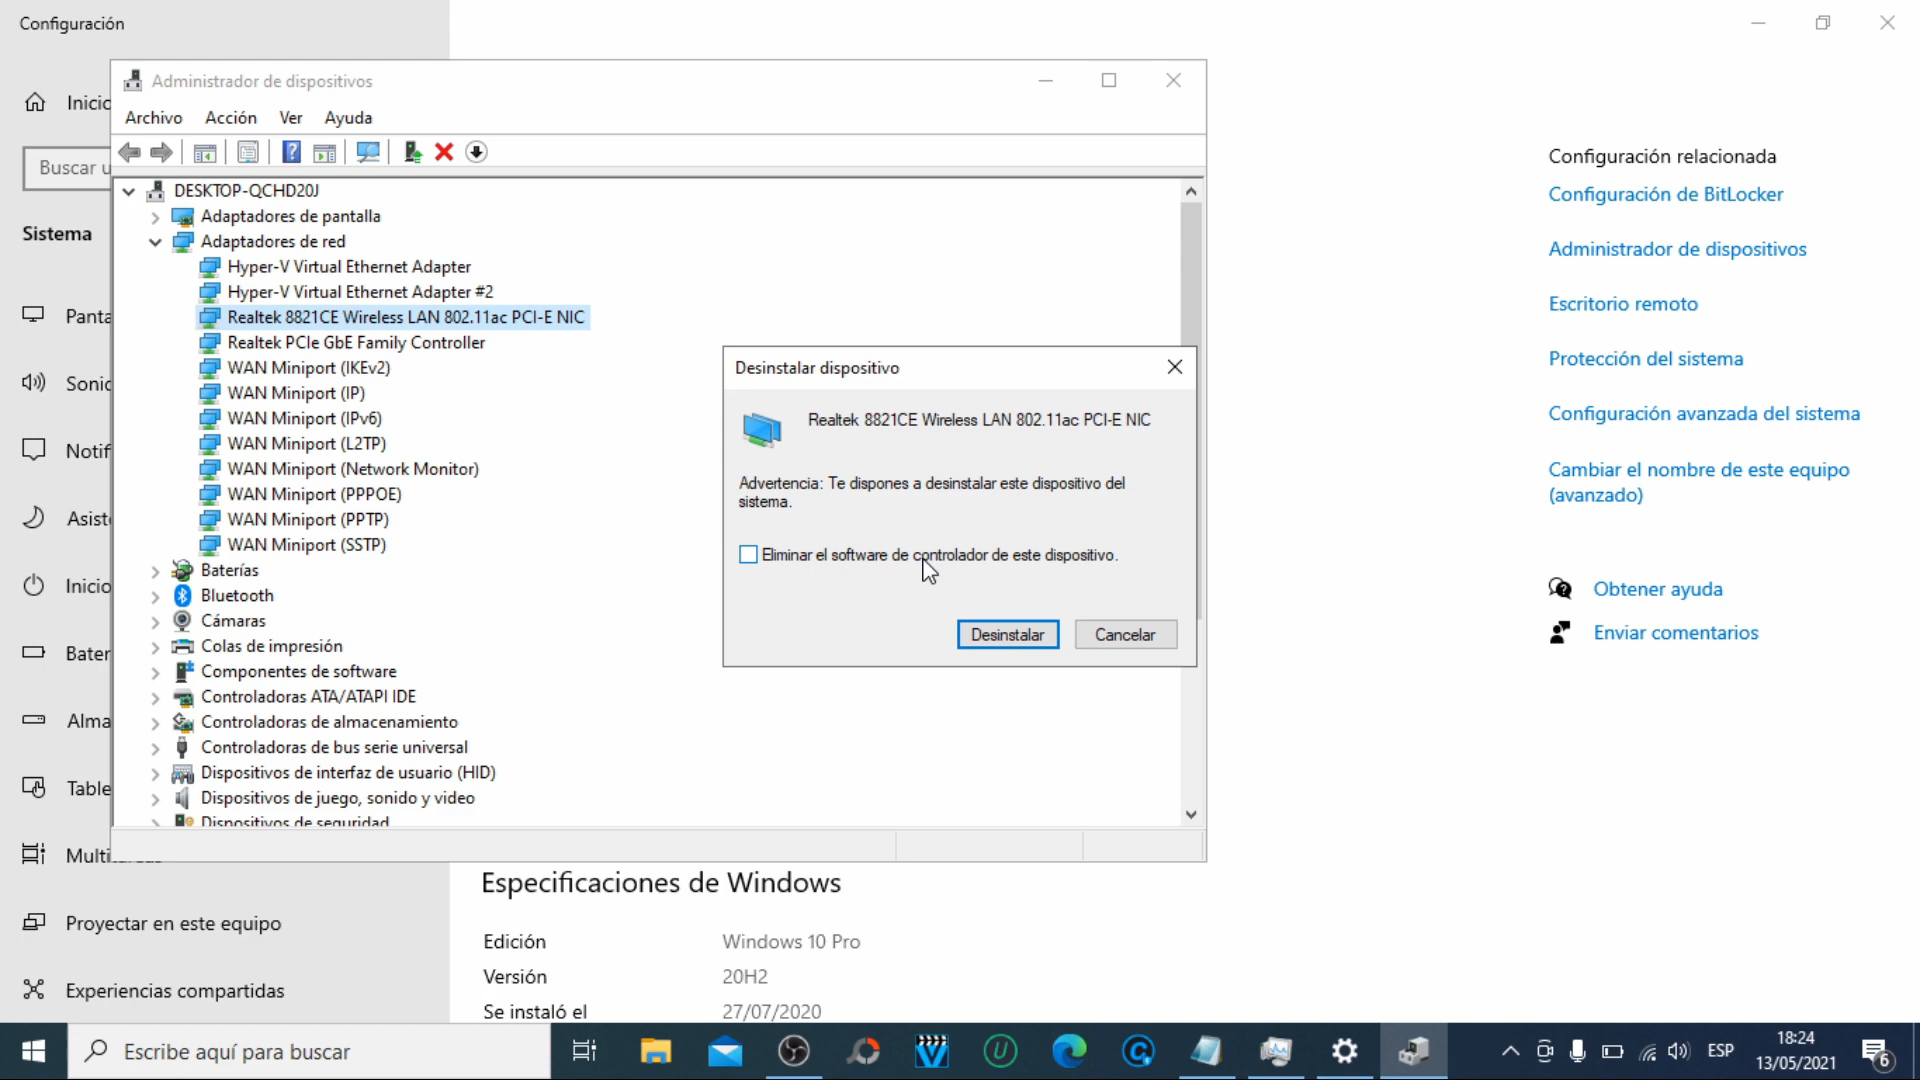 Configuración
Inicio
Buscar u
Sistema
Panta
Sonid
Notif
Asist
Inicio
Bater
Alma
Table
Multi
Proyectar en este equipo
Experiencias compartidas
Administrador de dispositivos
Archivo Acción Ver Ayuda
DESKTOP-QCHD20J
Adaptadores de pantalla
Adaptadores de red
Hyper-V Virtual Ethernet Adapter
Hyper-V Virtual Ethernet Adapter #2
Realtek 8821CE Wireless LAN 802.11ac PCI-E NIC
Realtek PCIe GbE Family Controller
WAN Miniport (IKEv2)
WAN Miniport (IP)
WAN Miniport (IPv6)
WAN Miniport (L2TP)
WAN Miniport (Network Monitor)
WAN Miniport (PPPOE)
WAN Miniport (PPTP)
WAN Miniport (SSTP)
Baterías
Bluetooth
Cámaras
Colas de impresión
Componentes de software
Controladoras ATA/ATAPI IDE
Controladoras de almacenamiento
Controladoras de bus serie universal
Dispositivos de interfaz de usuario (HID)
Dispositivos de juego, sonido y video
Dispositivos de seguridad
Desinstalar dispositivo
Realtek 8821CE Wireless LAN 802.11ac PCI-E NIC
Advertencia: Te dispones a desinstalar este dispositivo del
sistema.
Eliminar el software de controlador de este dispositivo.
Desinstalar Cancelar
Especificaciones de Windows
Edición Windows 10 Pro
Versión 20H2
Se instaló el 27/07/2020
Configuración relacionada
Configuración de BitLocker
Administrador de dispositivos
Escritorio remoto
Protección del sistema
Configuración avanzada del sistema
Cambiar el nombre de este equipo
(avanzado)
Obtener ayuda
Enviar comentarios
Escribe aquí para buscar
ESP
18:24
13/05/2021
6